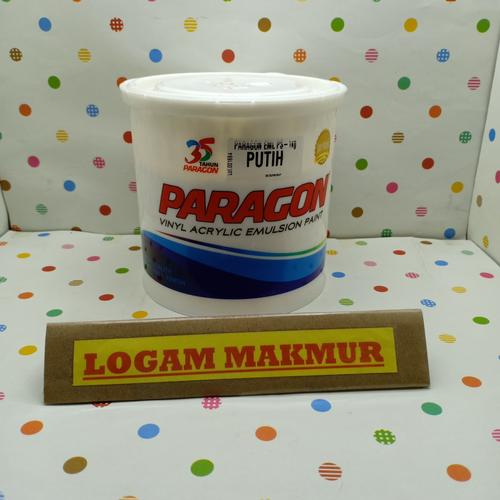 35
TAHUN
PARAGON
PARAGON EML PS - 1kg
PUTIH
PARAGON
VINYL ACRYLIC EMULSION PAINT
LOGAM MAKMUR